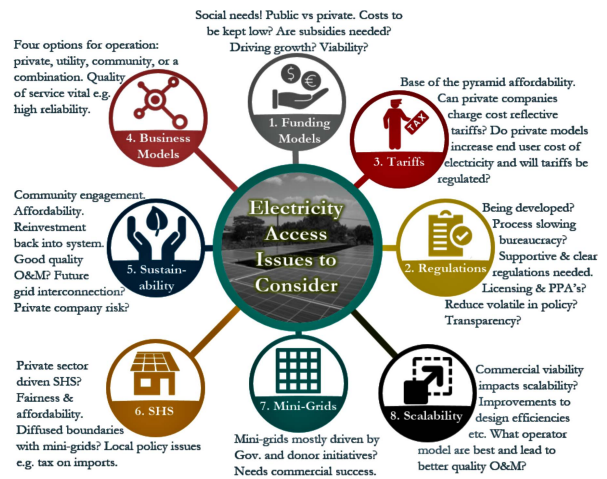 Social needs! Public vs private. Costs to
be kept low? Are subsidies needed?
Driving growth? Viability?
1. Funding
Models
Four options for operation:
private, utility, community, or a
combination. Quality
of service vital e.g.
high reliability.
4. Business
Models
Base of the pyramid affordability.
Can private companies
charge cost reflective
tariffs? Do private models
increase end user cost of
electricity and will tariffs be
regulated?
TAX
3. Tariffs
Electricity
Access
Issues to
Consider
Community engagement.
Affordability.
Reinvestment
back into system.
Good quality
O&M? Future
grid interconnection?
Private company risk?
5. Sustain-
ability
Being developed?
Process slowing
bureaucracy?
Supportive & clear
regulations needed.
Licensing & PPA's?
Reduce volatile in policy?
Transparency?
2. Regulations
Private sector
driven SHS?
Fairness &
affordability.
Diffused boundaries
with mini-grids? Local policy issues
e.g. tax on imports.
6. SHS
7. Mini-Grids
Mini-grids mostly driven by
Gov. and donor initiatives?
Needs commercial success.
8. Scalability
Commercial viability
impacts scalability?
Improvements to
design efficiencies
etc. What operator
model are best and lead to
better quality O&M?